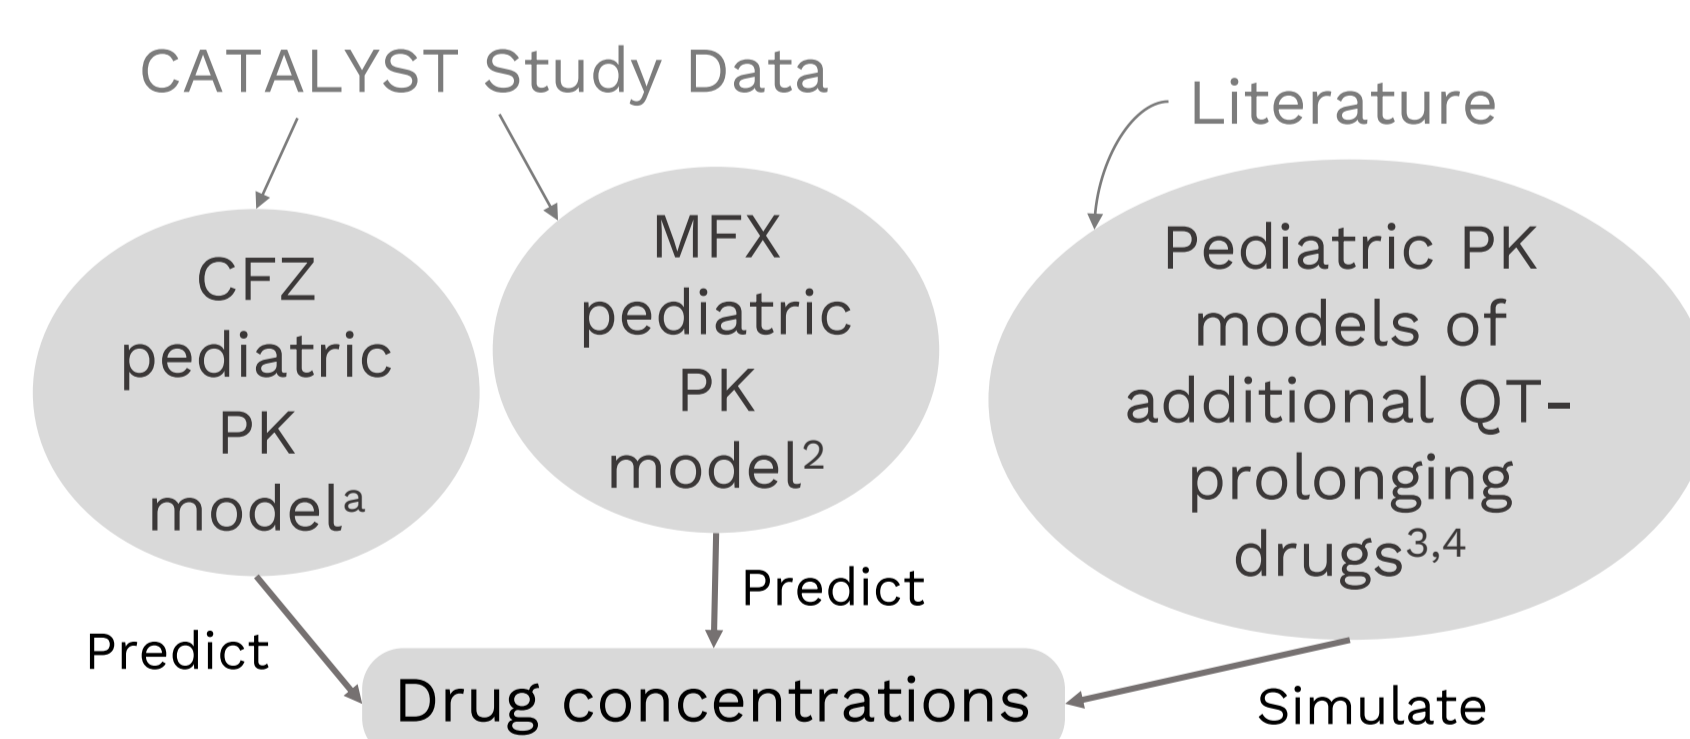 CATALYST Study Data
Literature
CFZ
pediatric
PK
modelᵃ
MFX
pediatric
PK
model²
Pediatric PK
models of
additional QT-
prolonging
drugs³,⁴
Predict
Predict
Simulate
Drug concentrations